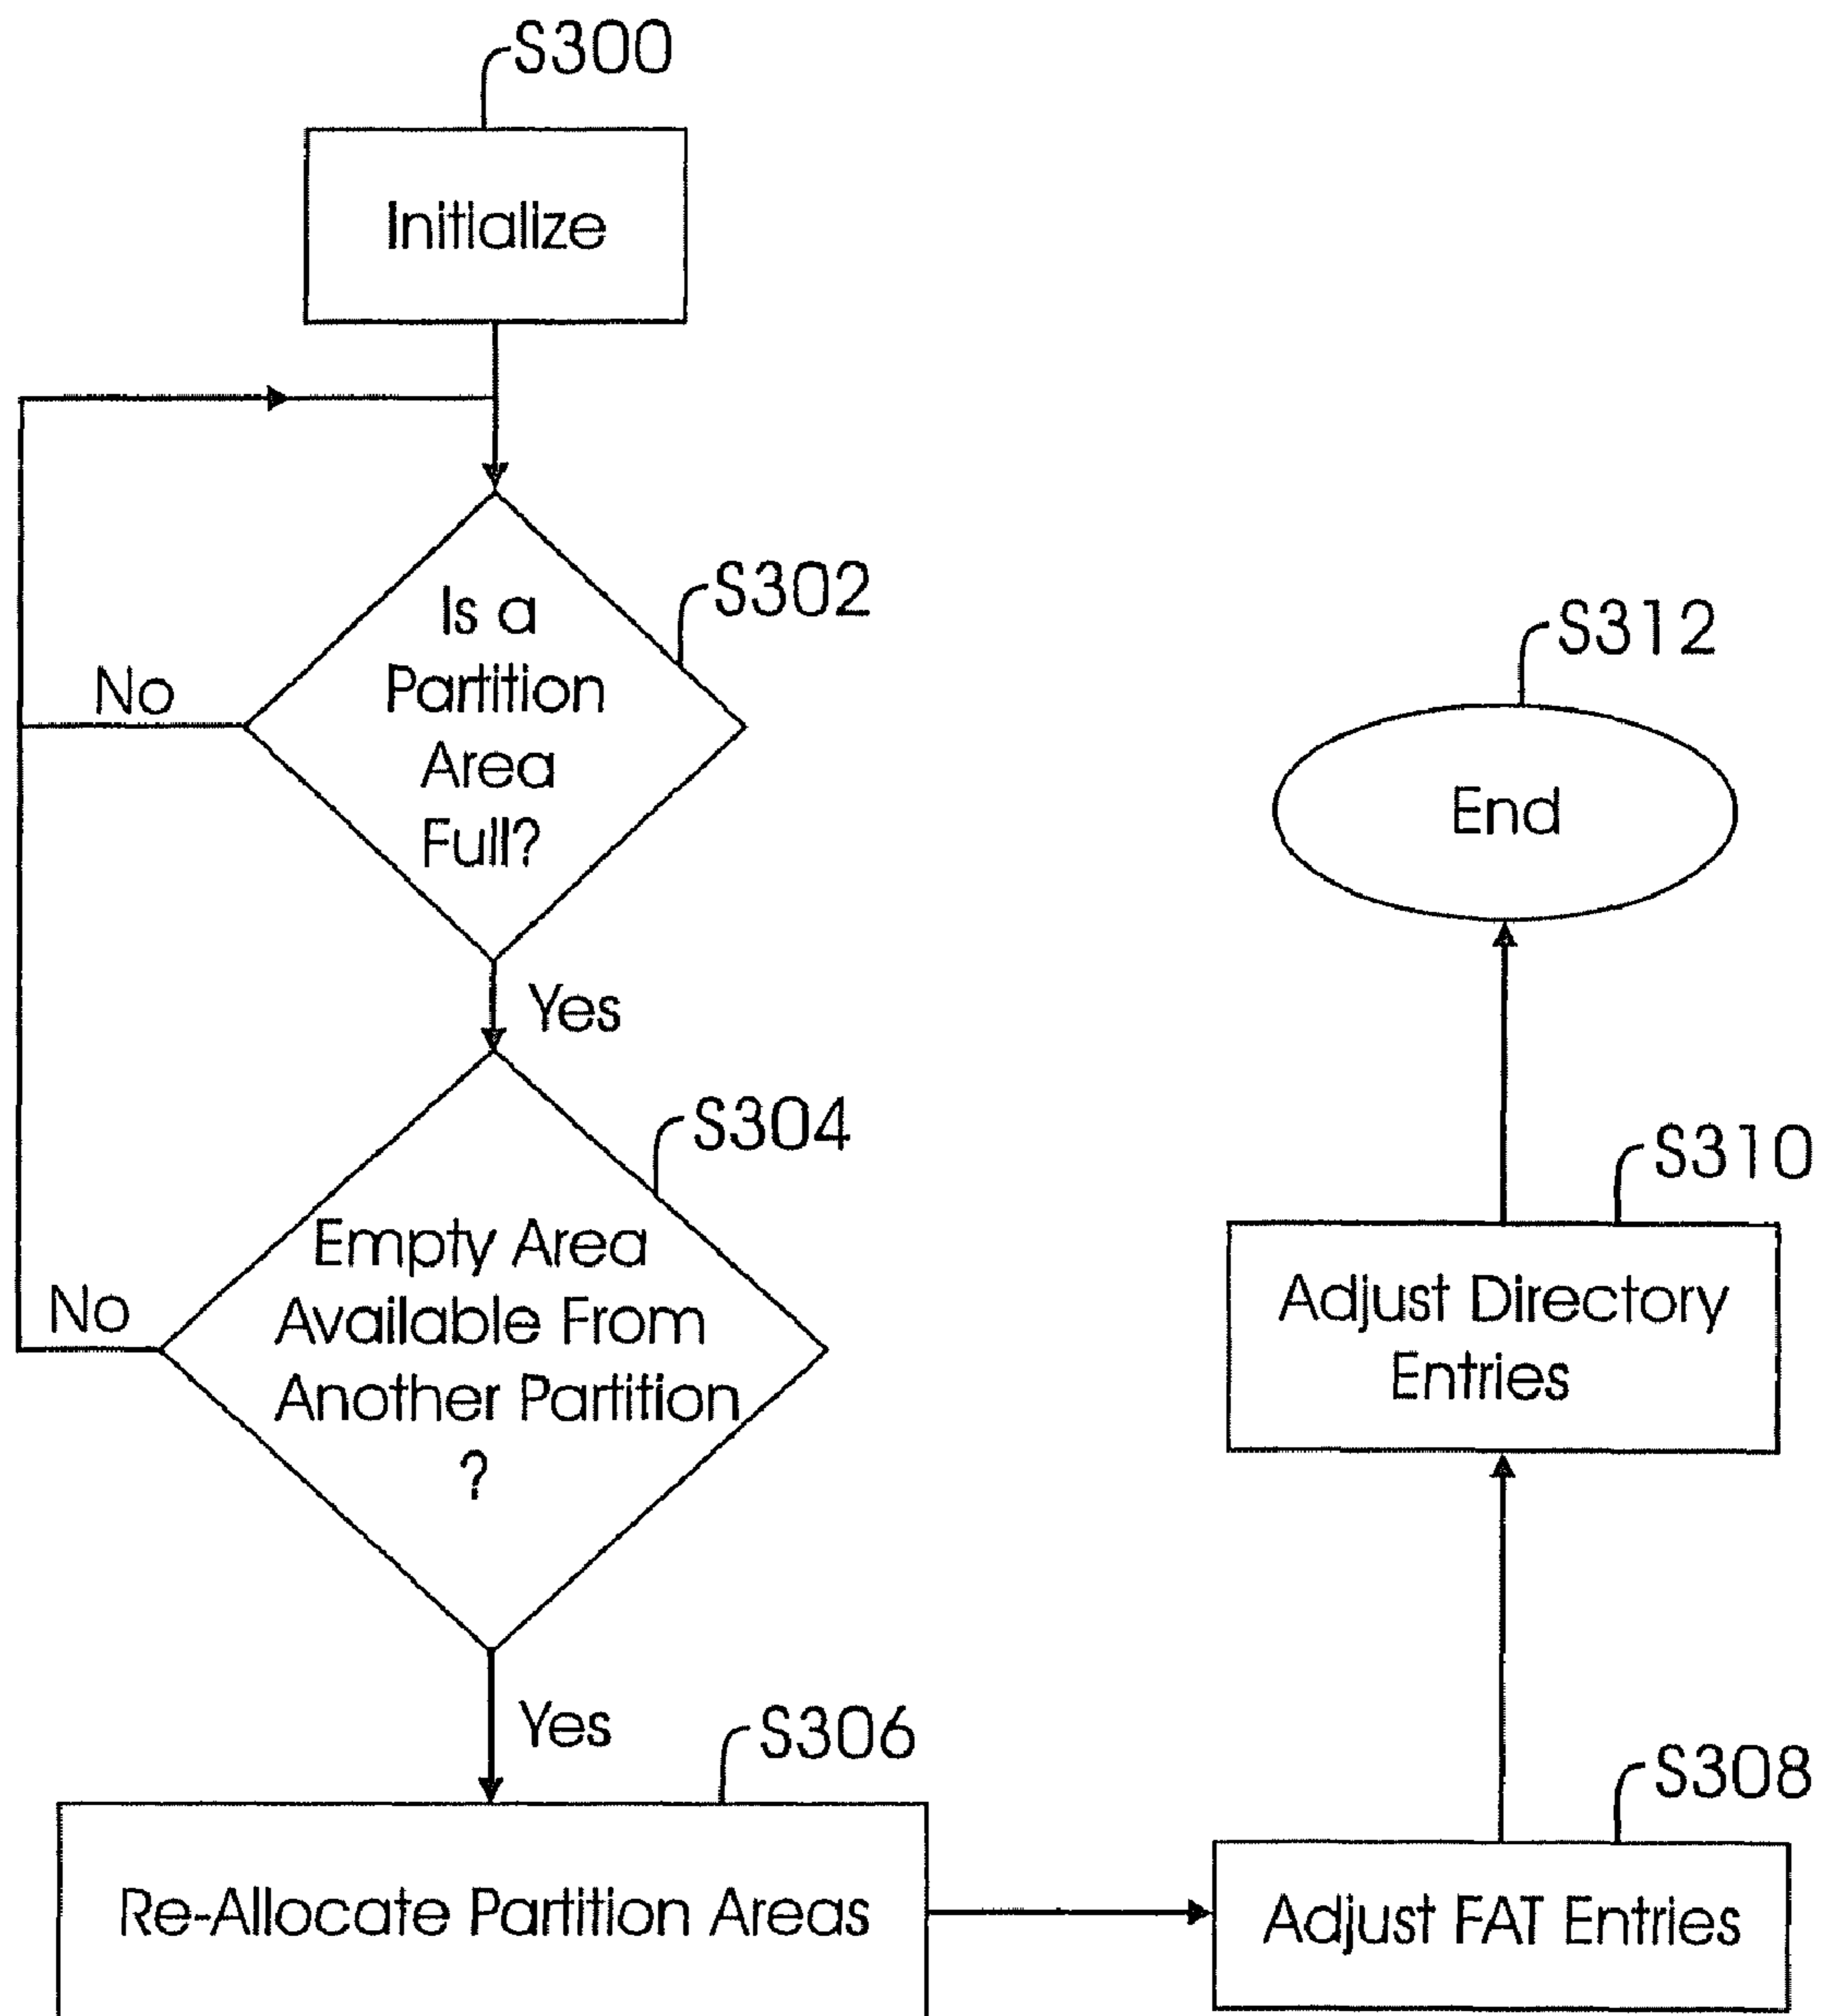 S300
Initialize
S302
Is a
Partition
Area
Full?
No
Yes
S304
Empty Area
Available From
Another Partition
?
No
Yes
S306
Re-Allocate Partition Areas
S308
Adjust FAT Entries
S310
Adjust Directory
Entries
S312
End